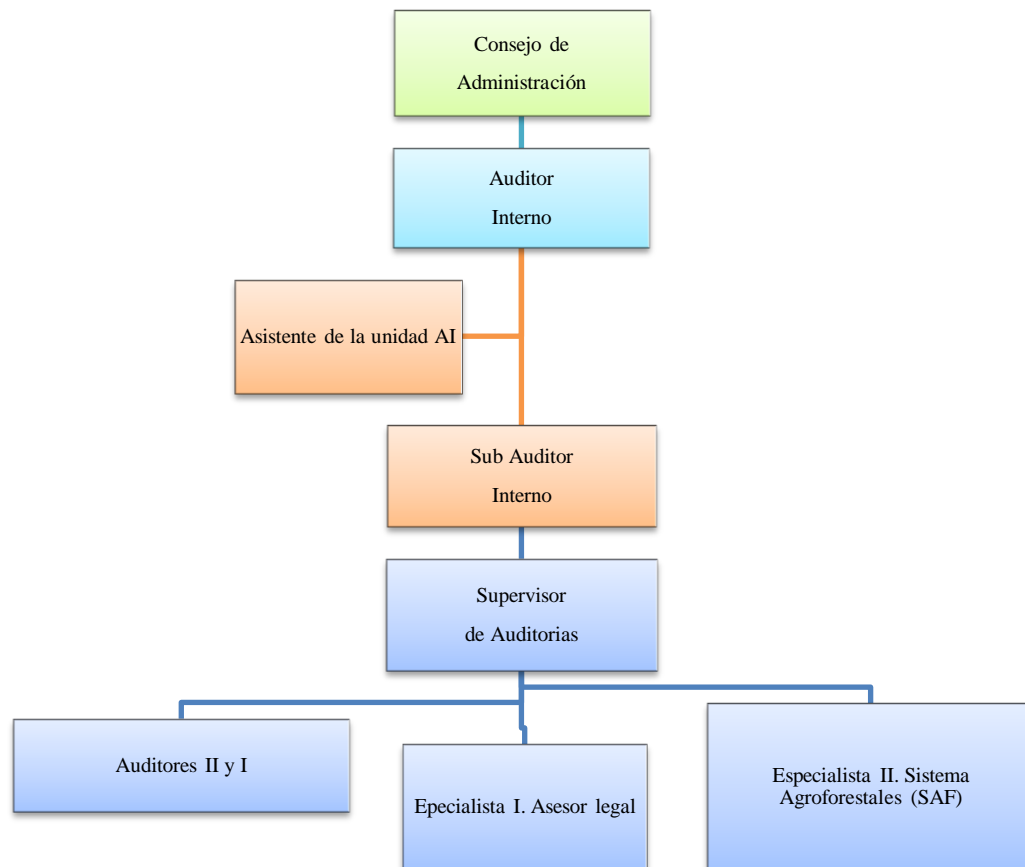 Consejo de
Administración
Auditor
Interno
Asistente de la unidad AI
Sub Auditor
Interno
Supervisor
de Auditorias
Auditores II y I
Epecialista I. Asesor legal
Especialista II. Sistema
Agroforestales (SAF)